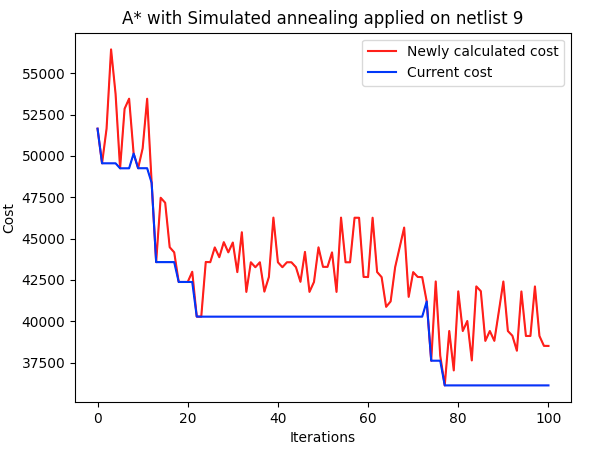 A* with Simulated annealing applied on netlist 9
Newly calculated cost
Current cost
55000
52500
50000
47500
45000
42500
40000
37500
Cost
0 20 40 60 80 100
Iterations